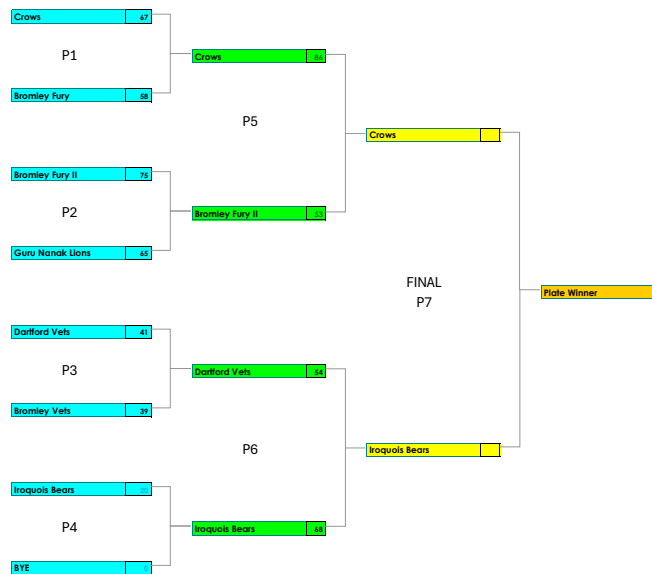 Crows 67
P1
Bromley Fury 58
Crows 86
P5
Bromley Fury II 53
Bromley Fury II 75
P2
Guru Nanak Lions 65
Crows
FINAL
P7
Iroquois Bears
Plate Winner
Dartford Vets 41
P3
Bromley Vets 39
Dartford Vets 54
P6
Iroquois Bears 68
Iroquois Bears 20
P4
BYE 0